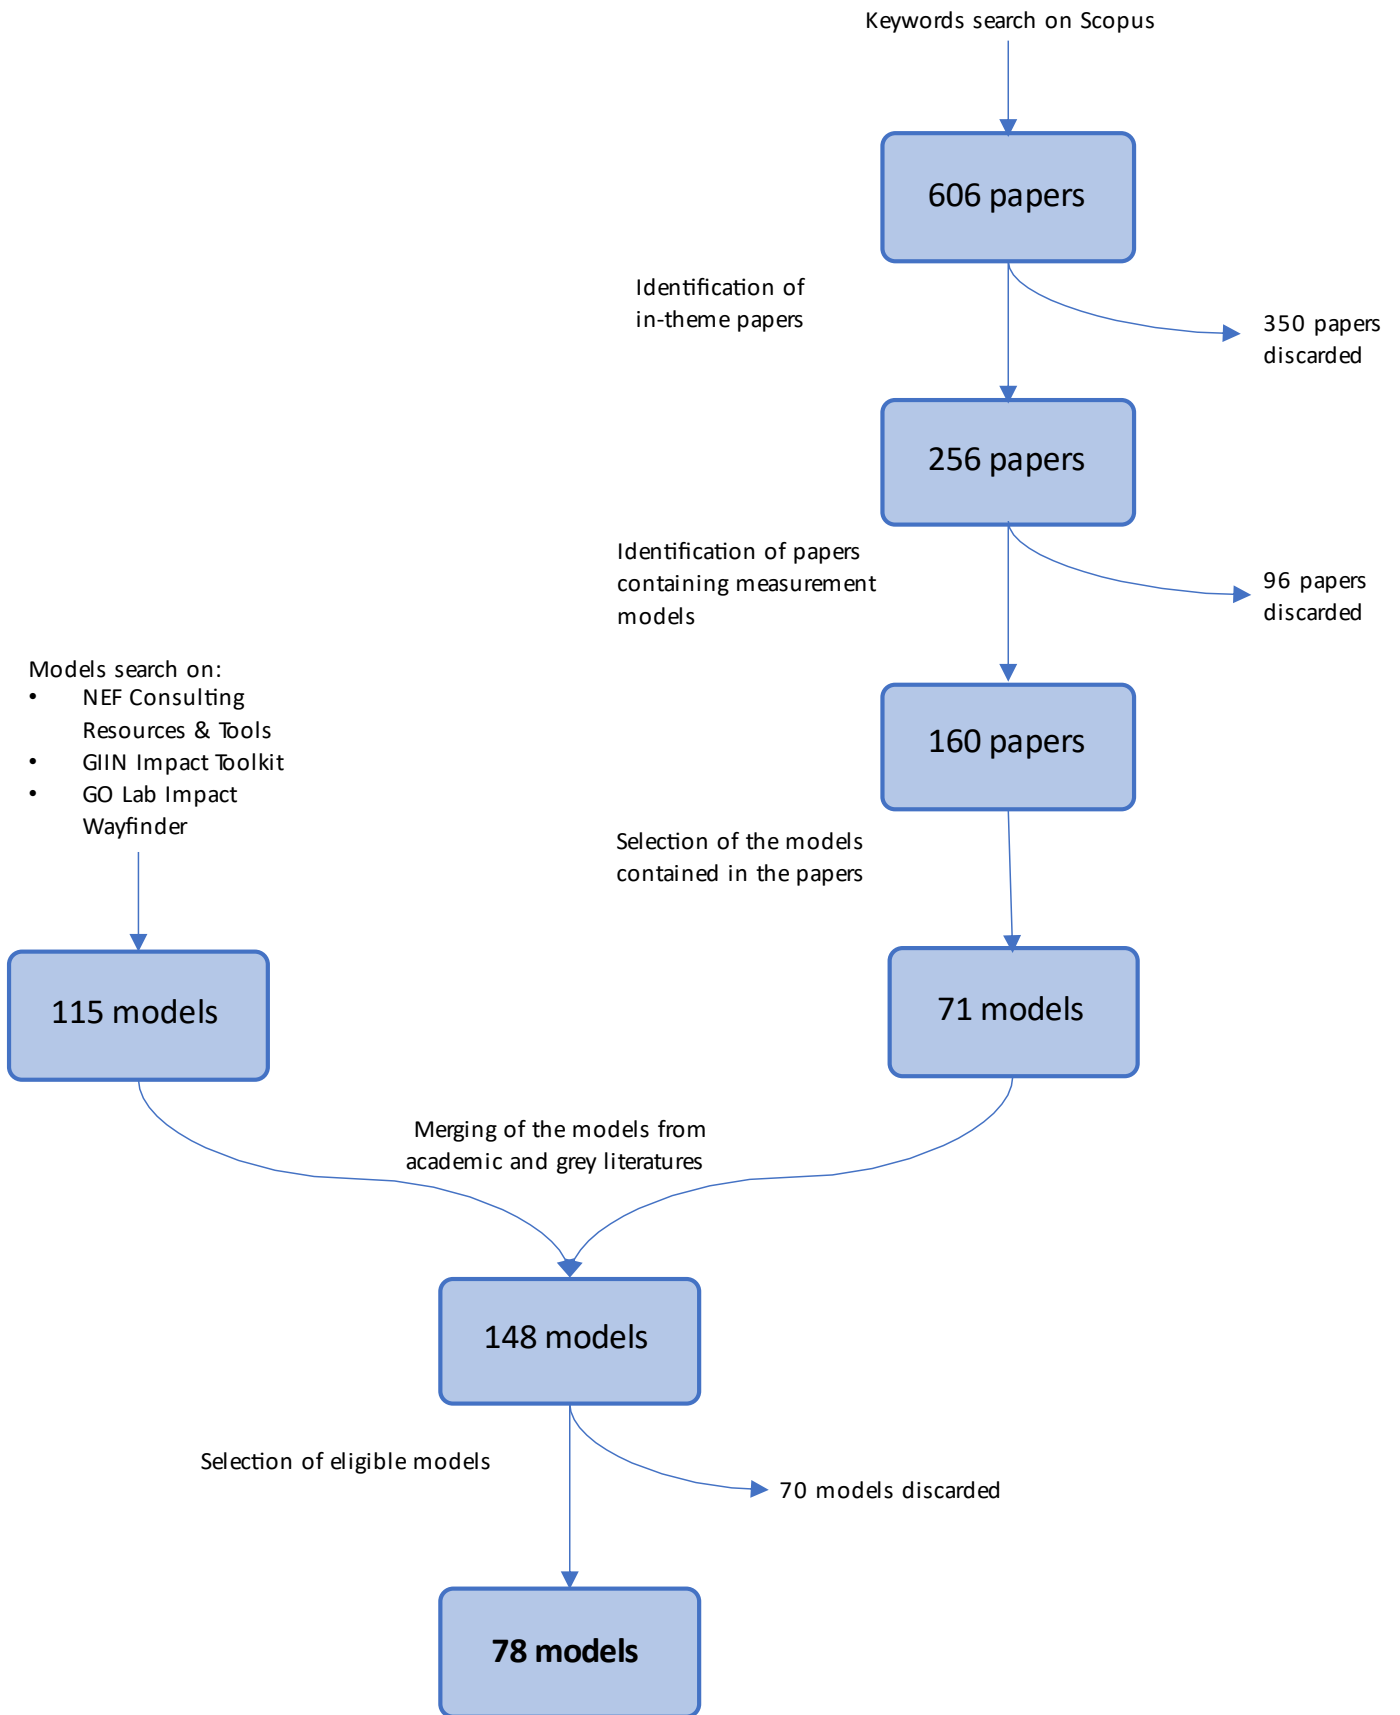 Keywords search on Scopus
606 papers
Identification of
in-theme papers
350 papers
discarded
256 papers
Identification of papers
containing measurement
models
96 papers
discarded
Models search on:
• NEF Consulting
Resources & Tools
• GIIN Impact Toolkit
• GO Lab Impact
Wayfinder
160 papers
Selection of the models
contained in the papers
115 models
71 models
Merging of the models from
academic and grey literatures
148 models
Selection of eligible models
70 models discarded
78 models